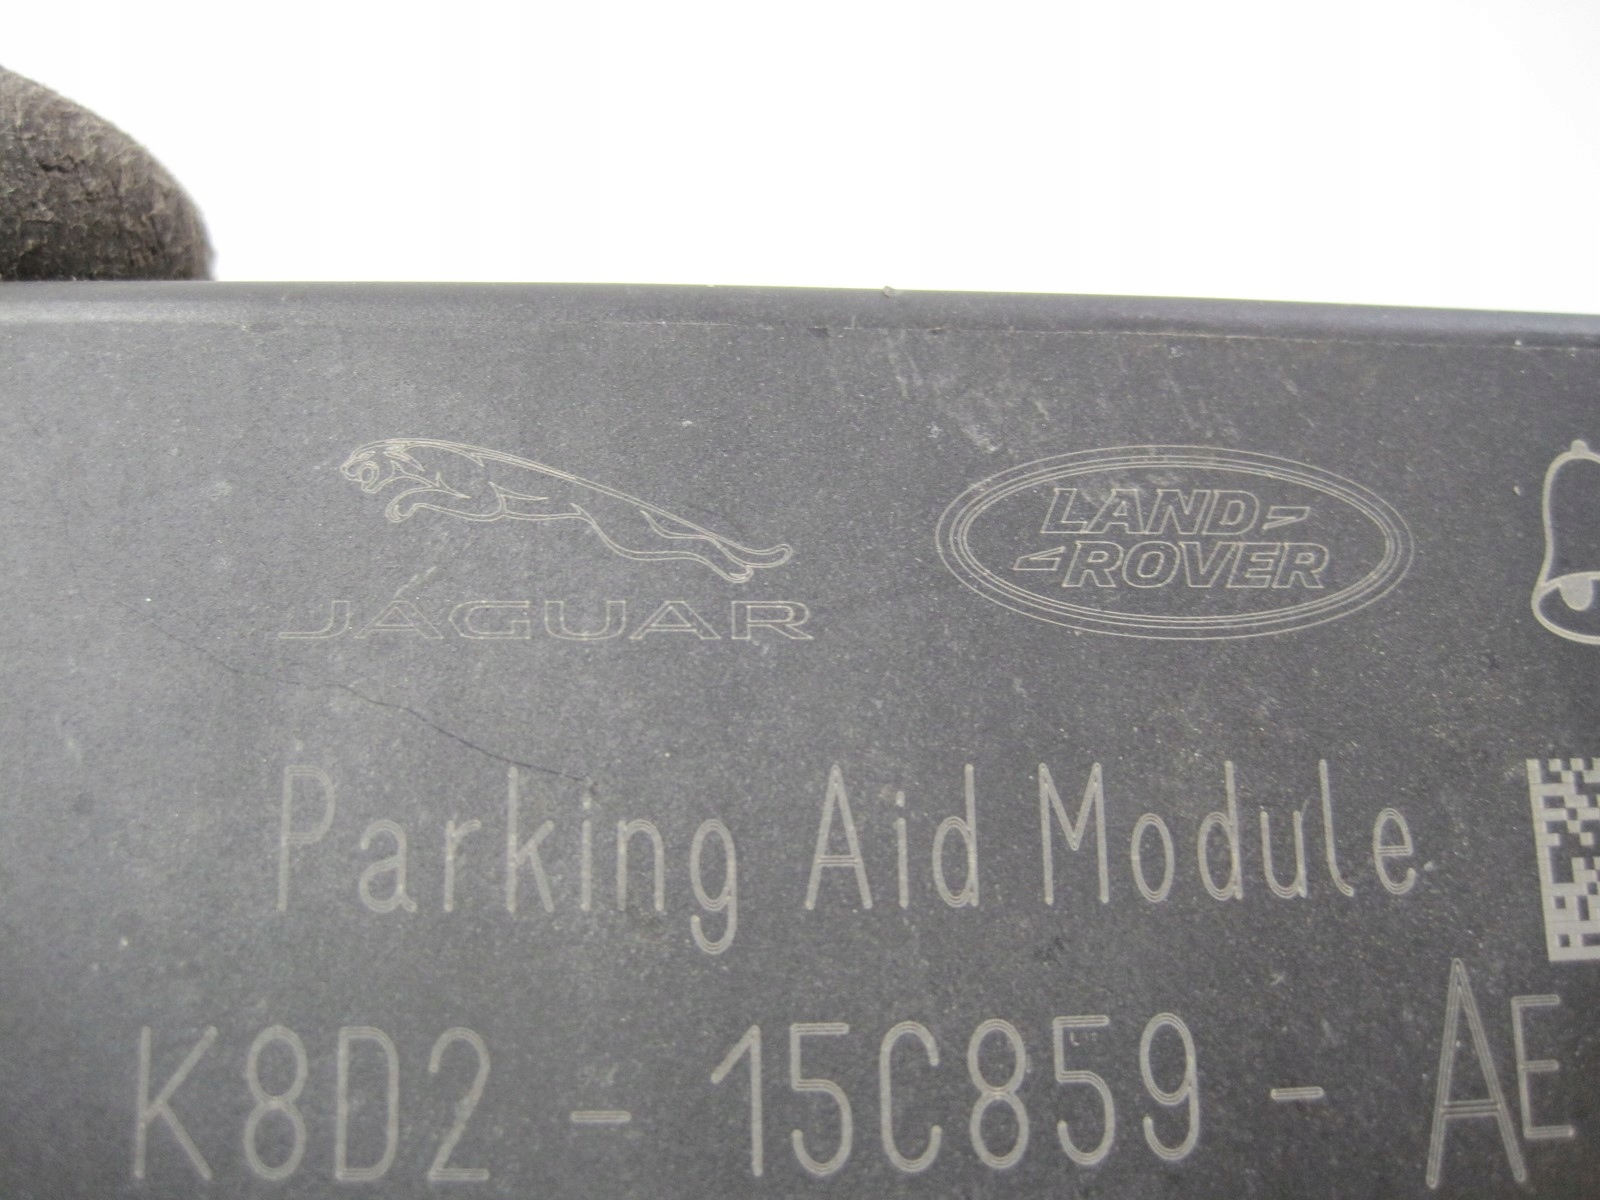 JAGUAR
LAND-
-ROVER
Parking Aid Module
K8D2 - 15C859 - AE